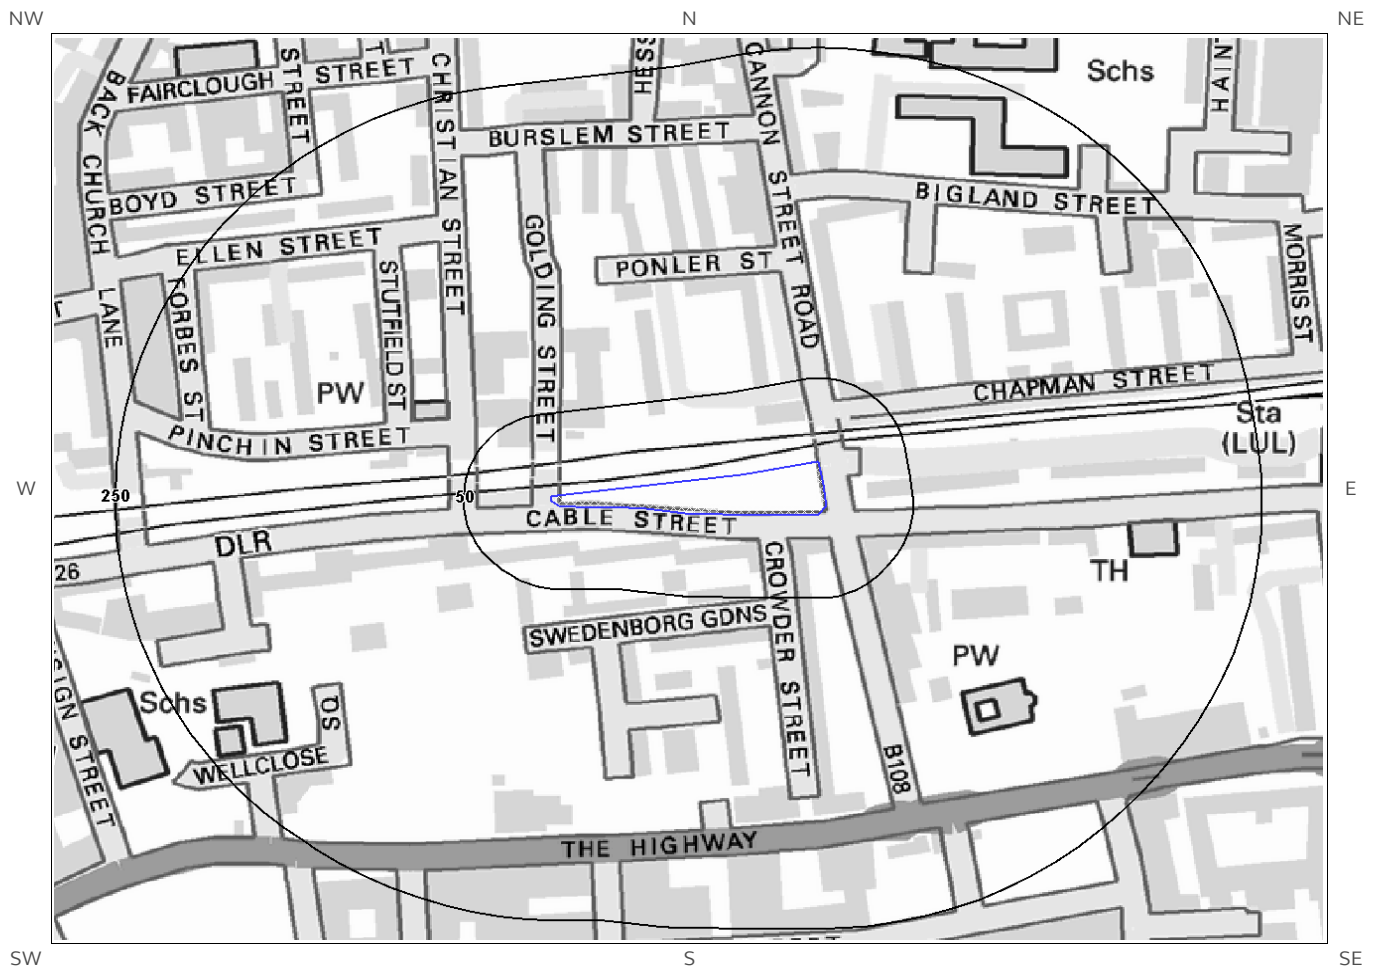 NW
N
NE
BACK CHURCH LANE
FAIRCLOUGH STREET
STREET
T
CHRISTIAN STREET
HESS
CANNON STREET ROAD
Schs
HAIN
BURSLEM STREET
BOYD STREET
BIGLAND STREET
ELLEN STREET
GOLDING STREET
PONLER ST
MORRIS ST
FORBES ST
STUTFIELD ST
PW
CHAPMAN STREET
Sta
(LUL)
PINCHIN STREET
W
250
50
E
CABLE STREET
DLR
26
TH
CROWDER STREET
SWEDENBORG GDNS
PW
SIGN STREET
Schs
SQ
WELLCLOSE
B108
THE HIGHWAY
SW
S
SE